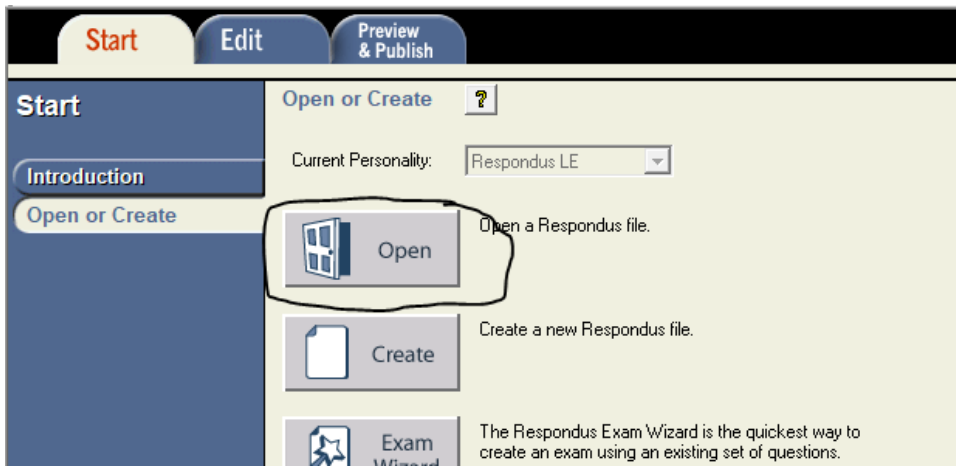 Start
Edit
Preview
& Publish
Start
Open or Create
?
Current Personality:
Respondus LE
Introduction
Open or Create
Open
Open a Respondus file.
Create
Create a new Respondus file.
Exam
Wizard
The Respondus Exam Wizard is the quickest way to
create an exam using an existing set of questions.